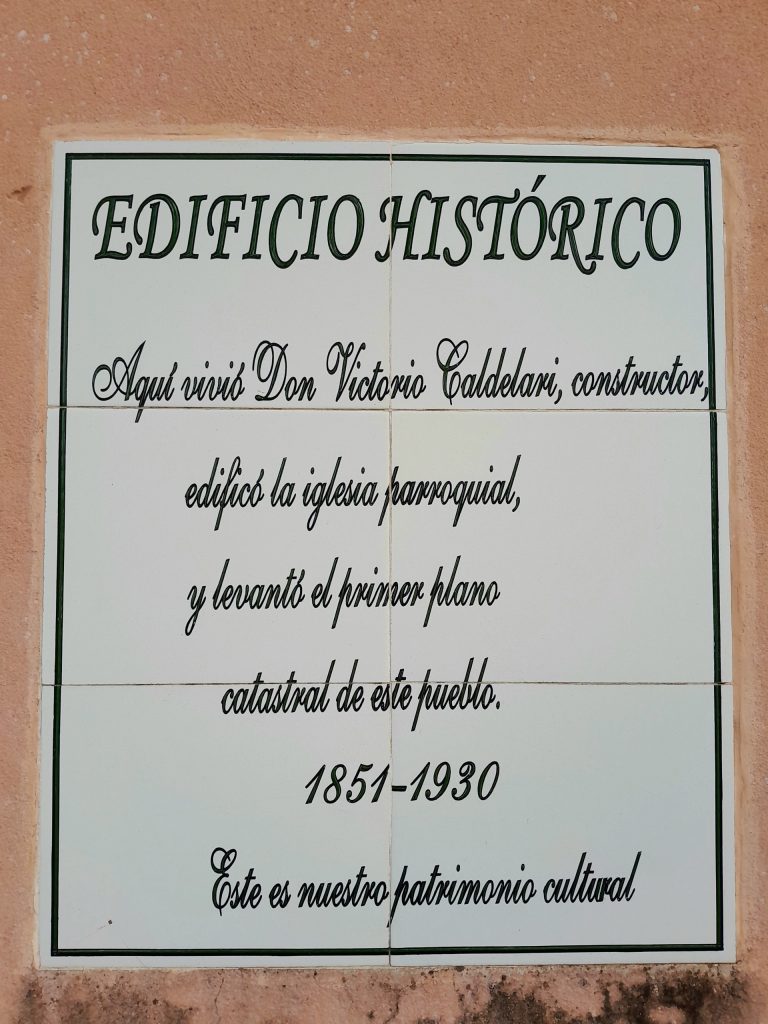 EDIFICIO HISTÓRICO
Aquí vivió Don Victorio Caldelari, constructor,
edificó la iglesia parroquial,
y levantó el primer plano
catastral de este pueblo.
1851-1930
Este es nuestro patrimonio cultural